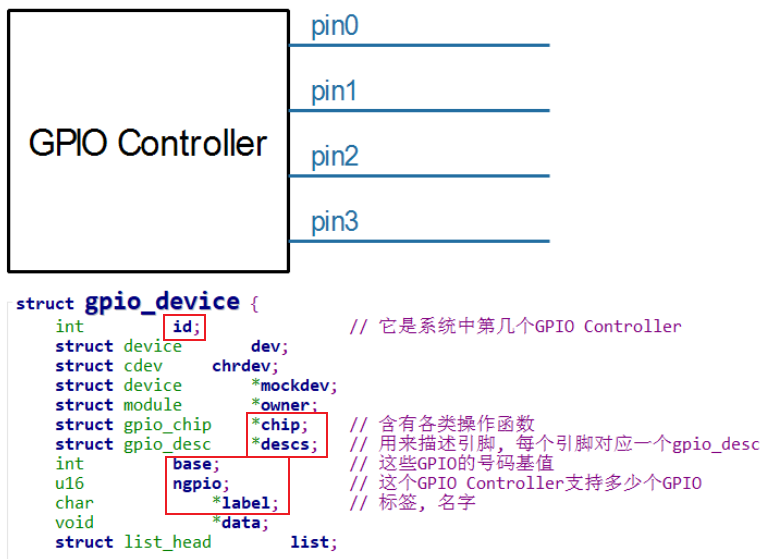 pin0
pin1
GPIO Controller
pin2
pin3
struct gpio_device {
int id; // 它是系统中第几个GPIO Controller
struct device dev;
struct cdev chrdev;
struct device *mockdev;
struct module *owner;
struct gpio_chip *chip; // 含有各类操作函数
struct gpio_desc *descs; // 用来描述引脚, 每个引脚对应一个gpio_desc
int base; // 这些GPIO的号码基值
u16 ngpio; // 这个GPIO Controller支持多少个GPIO
char *label; // 标签, 名字
void *data;
struct list_head list;